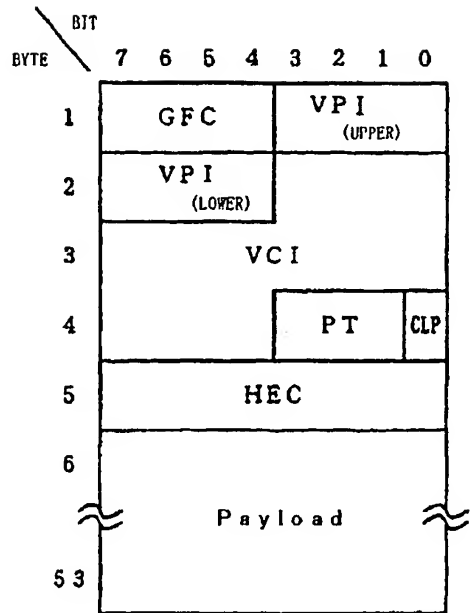 BIT
BYTE 7 6 5 4 3 2 1 0
1 GFC VPI
(UPPER)
2 VPI
(LOWER)
3 VCI
4 PT CLP
5 HEC
6
Payload
53